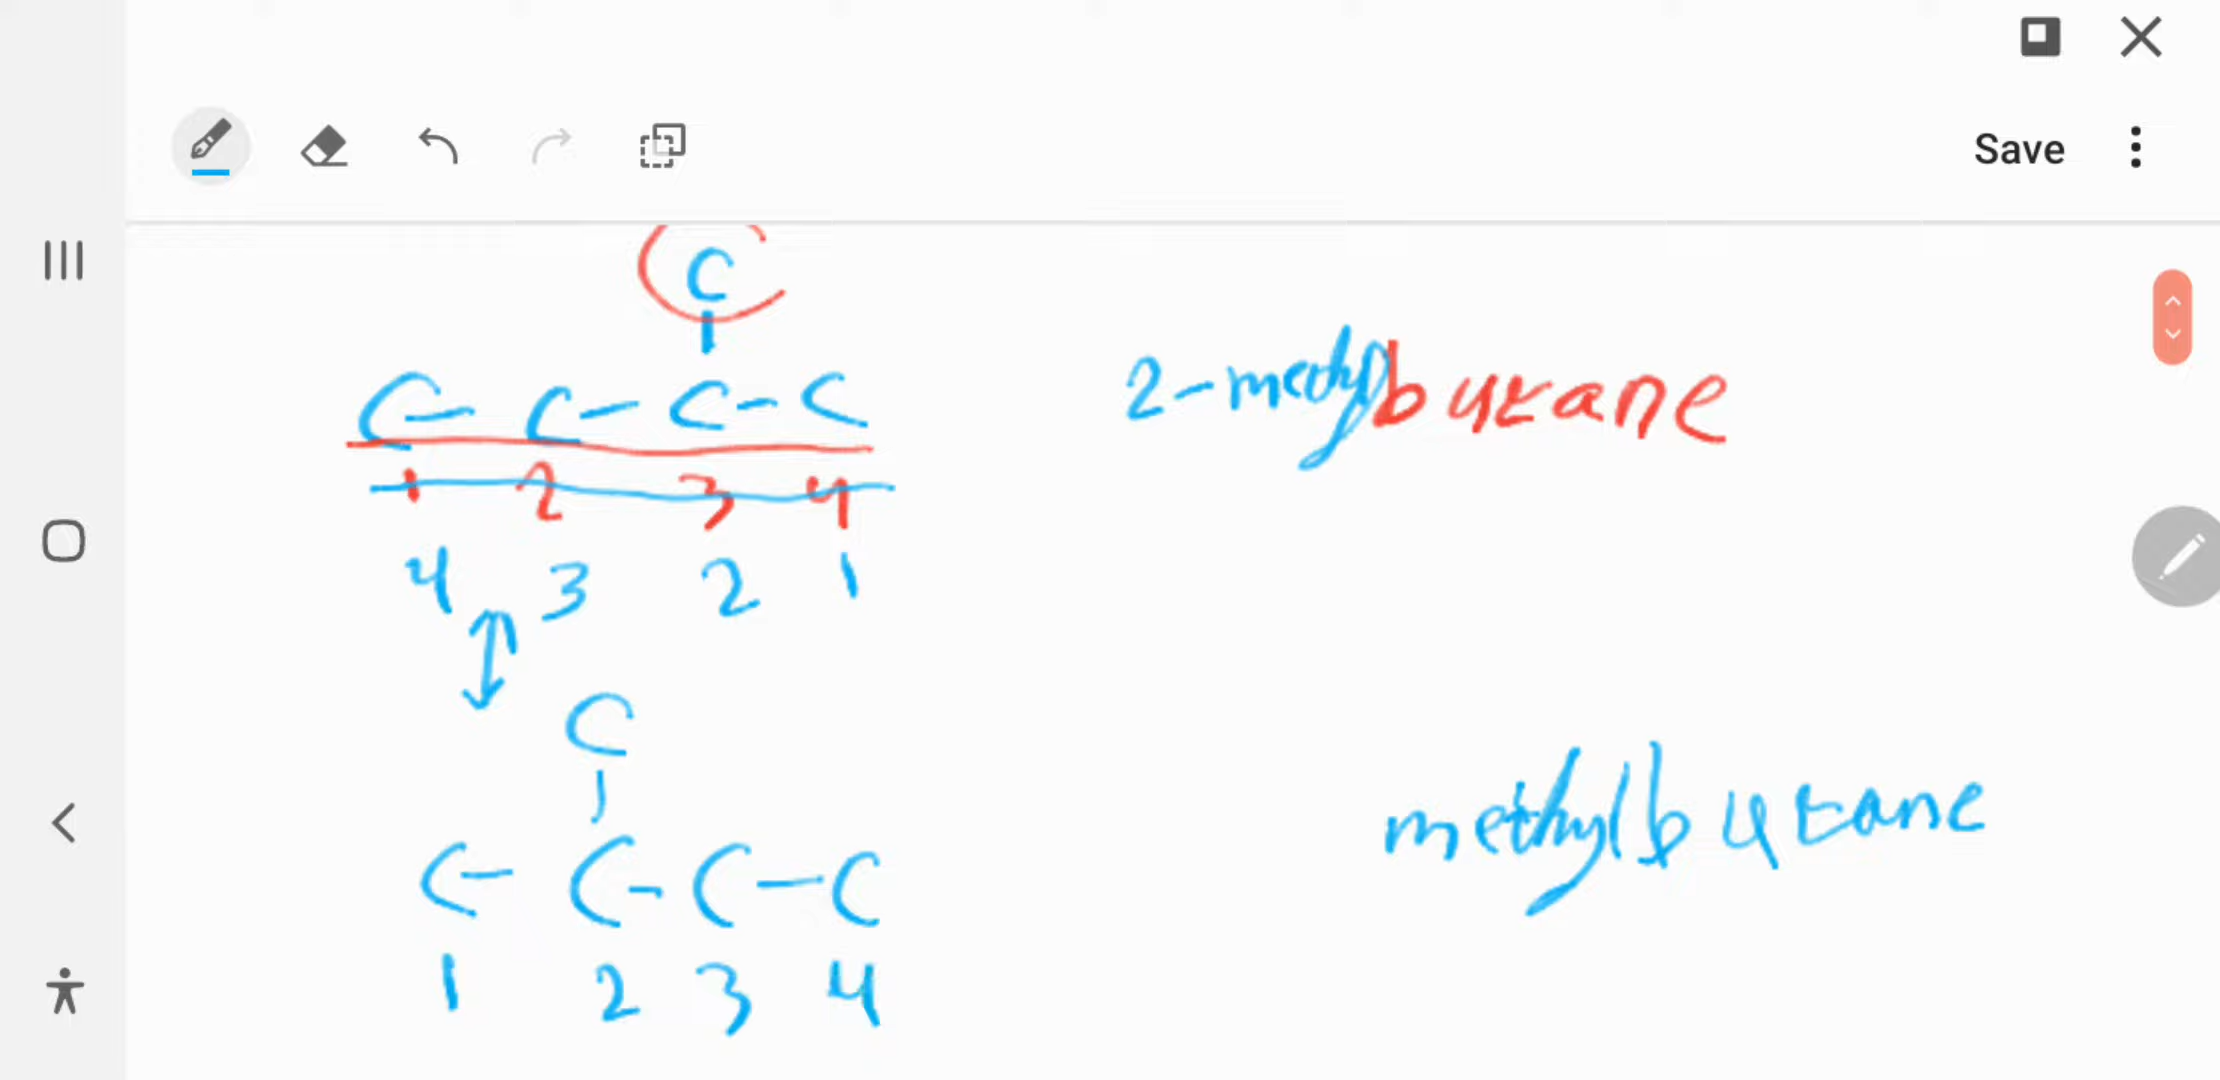 Save
C
C - C - C - C
2-methylbutane
1 2 3 4
4 3 2 1
C
methylbutane
C - C - C - C
1 2 3 4